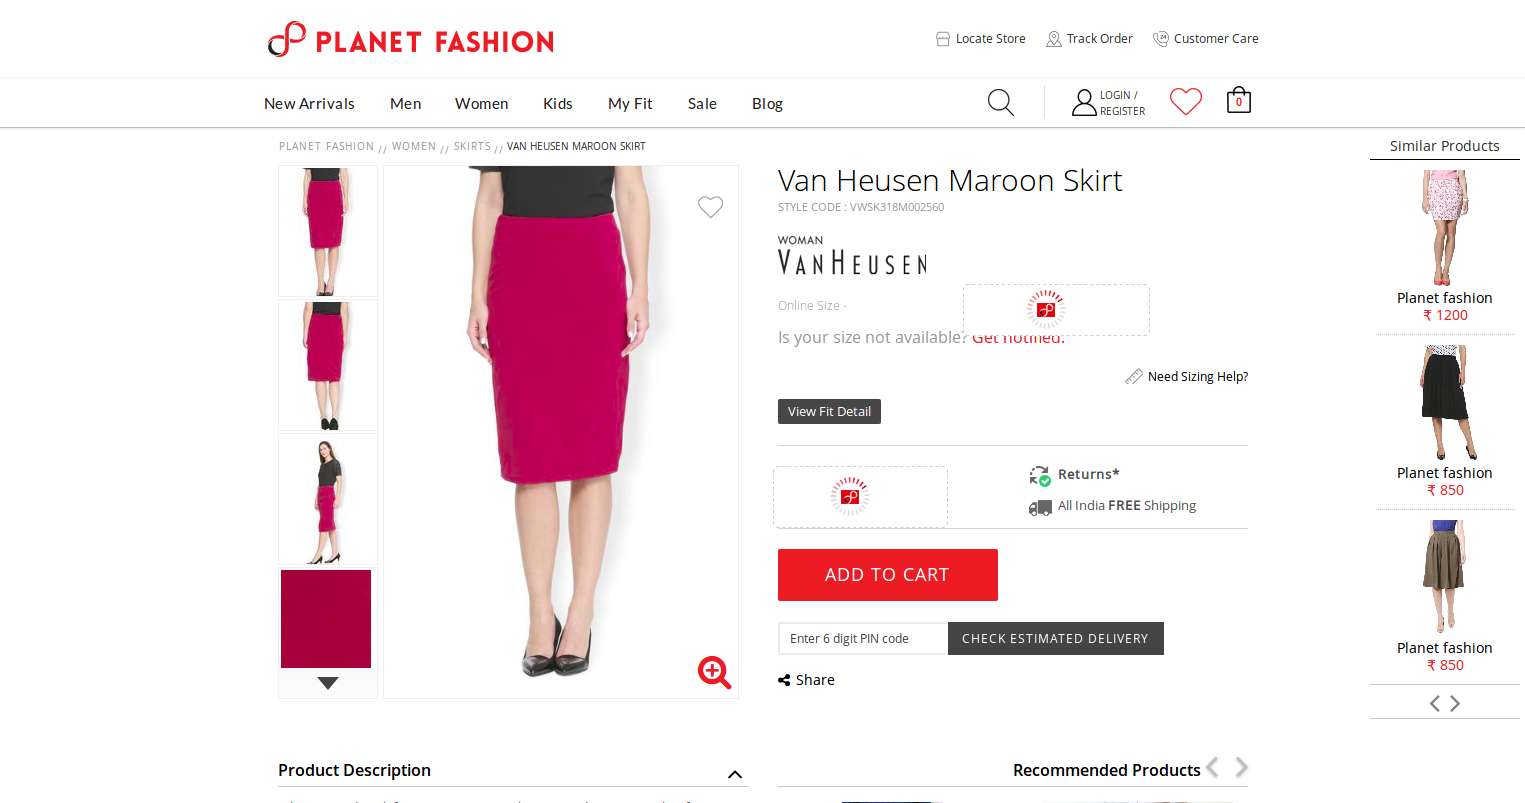 PLANET FASHION
Locate Store
Track Order
Customer Care
New Arrivals
Men
Women
Kids
My Fit
Sale
Blog
LOGIN /
REGISTER
0
PLANET FASHION // WOMEN // SKIRTS // VAN HEUSEN MAROON SKIRT
Van Heusen Maroon Skirt
STYLE CODE : VWSK318M002560
WOMAN
VANHEUSEN
Online Size -
Is your size not available? Get notified.
Need Sizing Help?
View Fit Detail
Returns*
All India FREE Shipping
ADD TO CART
Enter 6 digit PIN code
CHECK ESTIMATED DELIVERY
Share
Similar Products
Planet fashion
₹ 1200
Planet fashion
₹ 850
Planet fashion
₹ 850
Product Description
Recommended Products